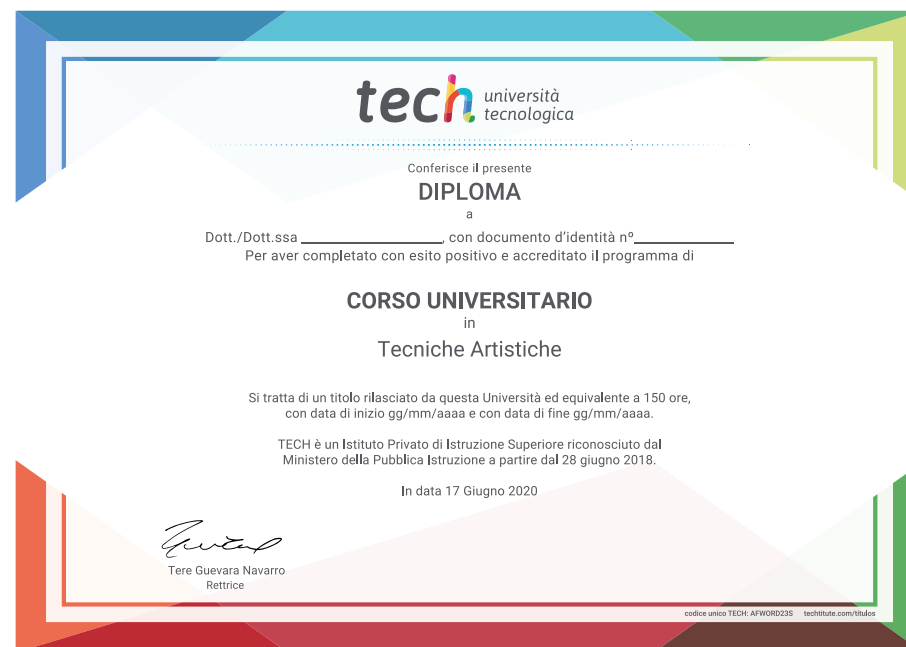 tech università
tecnologica
Conferisce il presente
DIPLOMA
a
Dott./Dott.ssa ____________________, con documento d'identità nº______________
Per aver completato con esito positivo e accreditato il programma di
CORSO UNIVERSITARIO
in
Tecniche Artistiche
Si tratta di un titolo rilasciato da questa Università ed equivalente a 150 ore,
con data di inizio gg/mm/aaaa e con data di fine gg/mm/aaaa.
TECH è un Istituto Privato di Istruzione Superiore riconosciuto dal
Ministero della Pubblica Istruzione a partire dal 28 giugno 2018.
In data 17 Giugno 2020
Tere Guevara Navarro
Rettrice
codice unico TECH: AFWORD23S techtitute.com/titulos